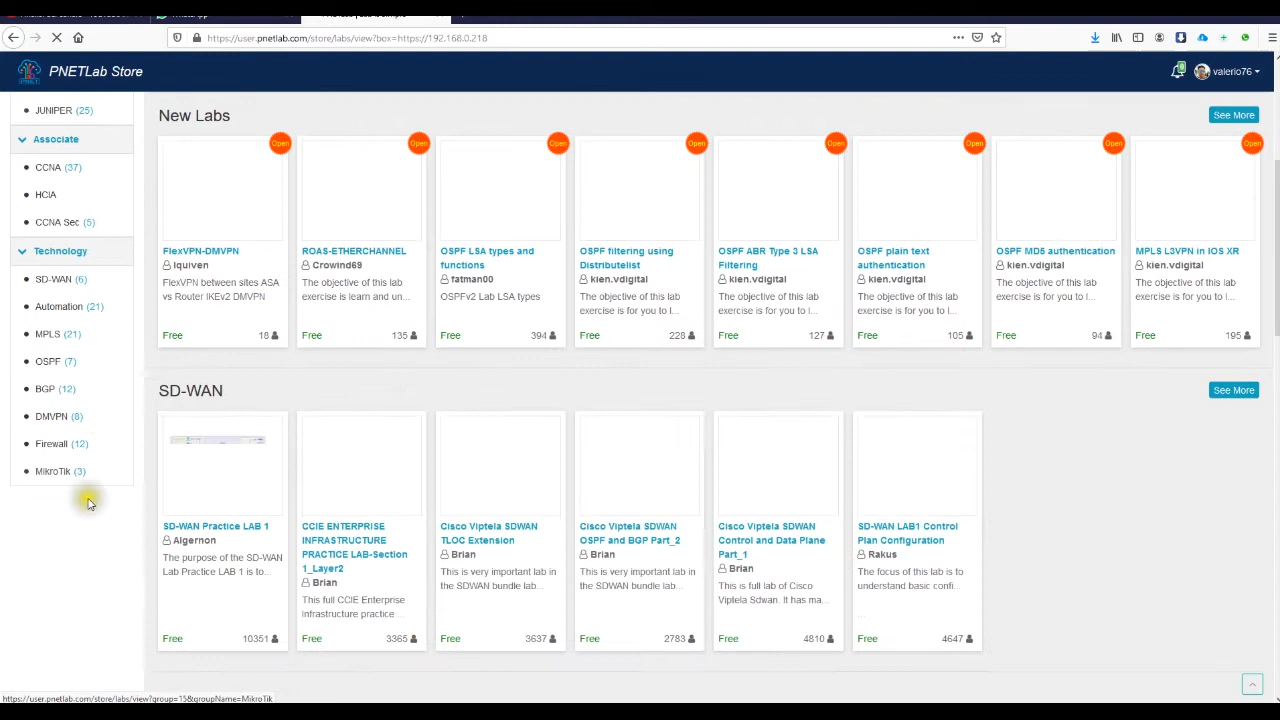 WhatsApp
https://user.pnetlab.com/store/labs/view?box=https://192.168.0.218
PNETLab Store
0
valerio76
JUNIPER (25)
Associate
CCNA (37)
HCIA
CCNA Sec (5)
Technology
SD-WAN (6)
Automation (21)
MPLS (21)
OSPF (7)
BGP (12)
DMVPN (8)
Firewall (12)
MikroTik (3)
New Labs
See More
Open
FlexVPN-DMVPN
lquiven
FlexVPN between sites ASA
vs Router IKEv2 DMVPN
Free 18
Open
ROAS-ETHERCHANNEL
Crowind69
The objective of this lab
exercise is learn and un...
Free 135
Open
OSPF LSA types and
functions
fatman00
OSPFv2 Lab LSA types
Free 394
Open
OSPF filtering using
Distributelist
kien.vdigital
The objective of this lab
exercise is for you to l...
Free 228
Open
OSPF ABR Type 3 LSA
Filtering
kien.vdigital
The objective of this lab
exercise is for you to l...
Free 127
Open
OSPF plain text
authentication
kien.vdigital
The objective of this lab
exercise is for you to l...
Free 105
Open
OSPF MD5 authentication
kien.vdigital
The objective of this lab
exercise is for you to l...
Free 94
Open
MPLS L3VPN in IOS XR
kien.vdigital
The objective of this lab
exercise is for you to l...
Free 195
SD-WAN
See More
SD-WAN Practice LAB 1
Algernon
The purpose of the SD-WAN
Lab Practice LAB 1 is to...
Free 10351
CCIE ENTERPRISE
INFRASTRUCTURE
PRACTICE LAB-Section
1_Layer2
Brian
This full CCIE Enterprise
Infrastructure practice ...
Free 3365
Cisco Viptela SDWAN
TLOC Extension
Brian
This is very important lab in
the SDWAN bundle lab...
Free 3637
Cisco Viptela SDWAN
OSPF and BGP Part_2
Brian
This is very important lab in
the SDWAN bundle lab...
Free 2783
Cisco Viptela SDWAN
Control and Data Plane
Part_1
Brian
This is full lab of Cisco
Viptela Sdwan. It has ma...
Free 4810
SD-WAN LAB1 Control
Plan Configuration
Rakus
The focus of this lab is to
understand basic confi...
...
Free 4647
https://user.pnetlab.com/store/labs/view?group=15&groupName=MikroTik